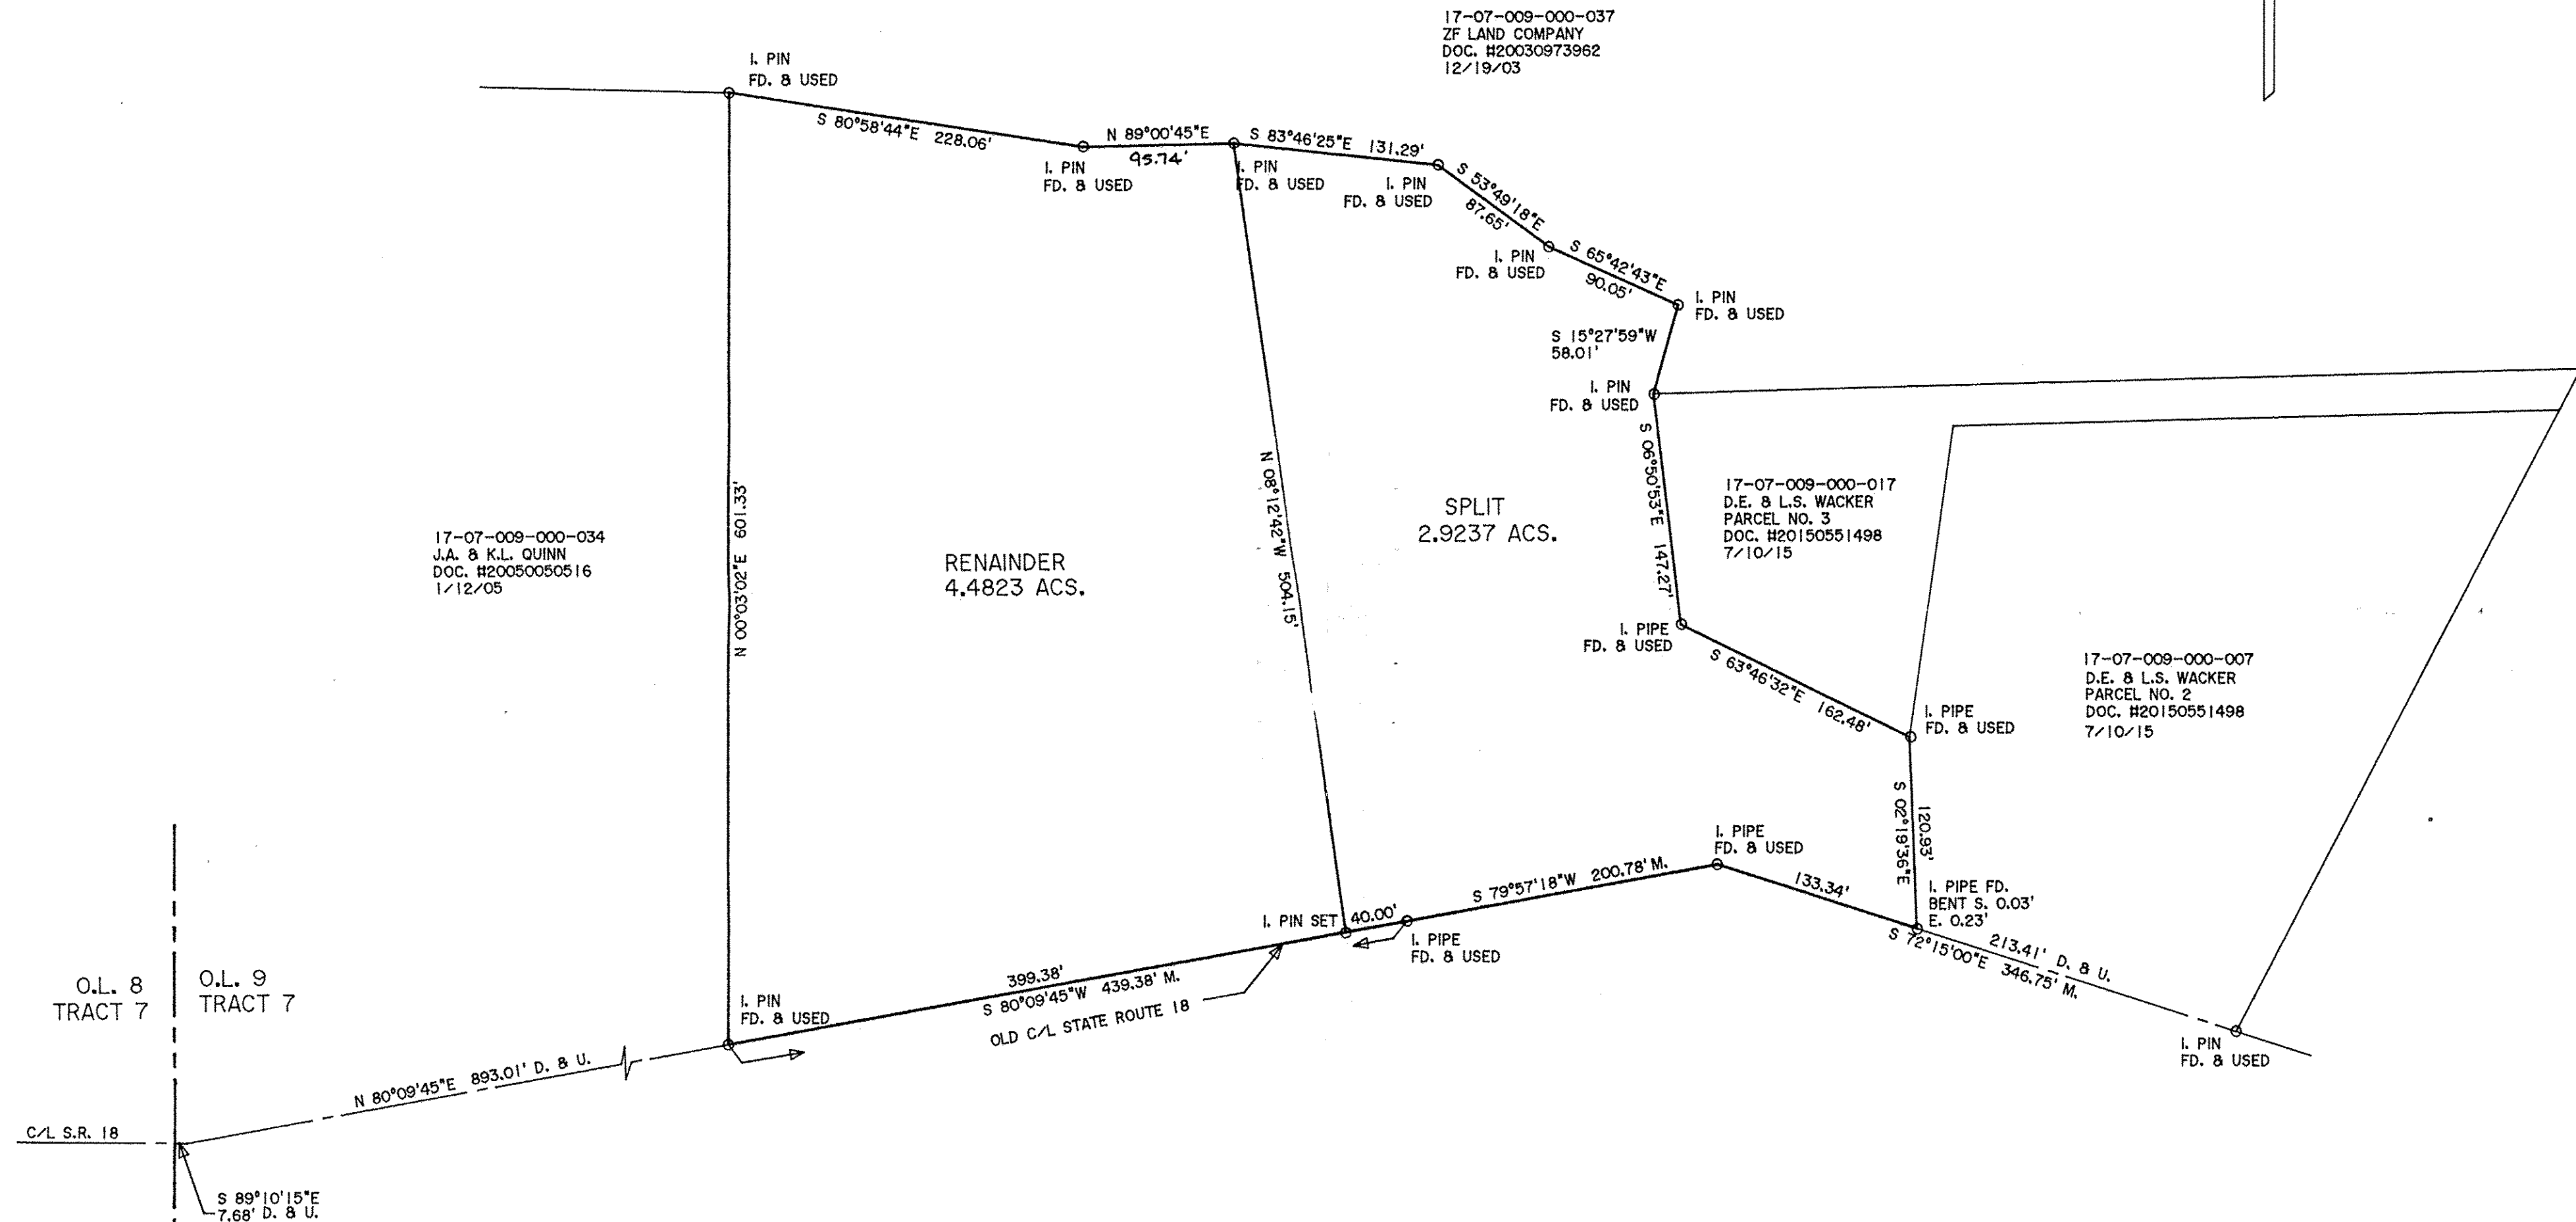 17-07-009-000-037
ZF LAND COMPANY
DOC. #20030973962
12/19/03
I. PIN
FD. & USED
S 80°58'44"E 228.06'
N 89°00'45"E
95.74'
I. PIN
FD. & USED
S 83°46'25"E 131.29'
I. PIN
FD. & USED
I. PIN
FD. & USED
S 53°49'18"E
87.65'
I. PIN
FD. & USED
S 65°42'43"E
90.05'
I. PIN
FD. & USED
S 15°27'59"W
58.01'
I. PIN
FD. & USED
S 06°50'53"E 147.27'
17-07-009-000-017
D.E. & L.S. WACKER
PARCEL NO. 3
DOC. #20150551498
7/10/15
SPLIT
2.9237 ACS.
N 08°12'42"W 504.15'
N 00°03'02"E 601.33'
17-07-009-000-034
J.A. & K.L. QUINN
DOC. #20050050516
1/12/05
RENAINDER
4.4823 ACS.
I. PIPE
FD. & USED
S 63°46'32"E 162.48'
17-07-009-000-007
D.E. & L.S. WACKER
PARCEL NO. 2
DOC. #20150551498
7/10/15
I. PIPE
FD. & USED
S 02°19'36"E
120.93'
I. PIPE
FD. & USED
S 79°57'18"W 200.78' M.
133.34'
I. PIPE FD.
BENT S. 0.03'
E. 0.23'
I. PIN SET
40.00'
I. PIPE
FD. & USED
213.41' D. & U.
S 72°15'00"E 346.75' M.
O.L. 8
TRACT 7
O.L. 9
TRACT 7
I. PIN
FD. & USED
399.38'
S 80°09'45"W 439.38' M.
OLD C/L STATE ROUTE 18
I. PIN
FD. & USED
N 80°09'45"E 893.01' D. & U.
C/L S.R. 18
S 89°10'15"E
7.68' D. & U.